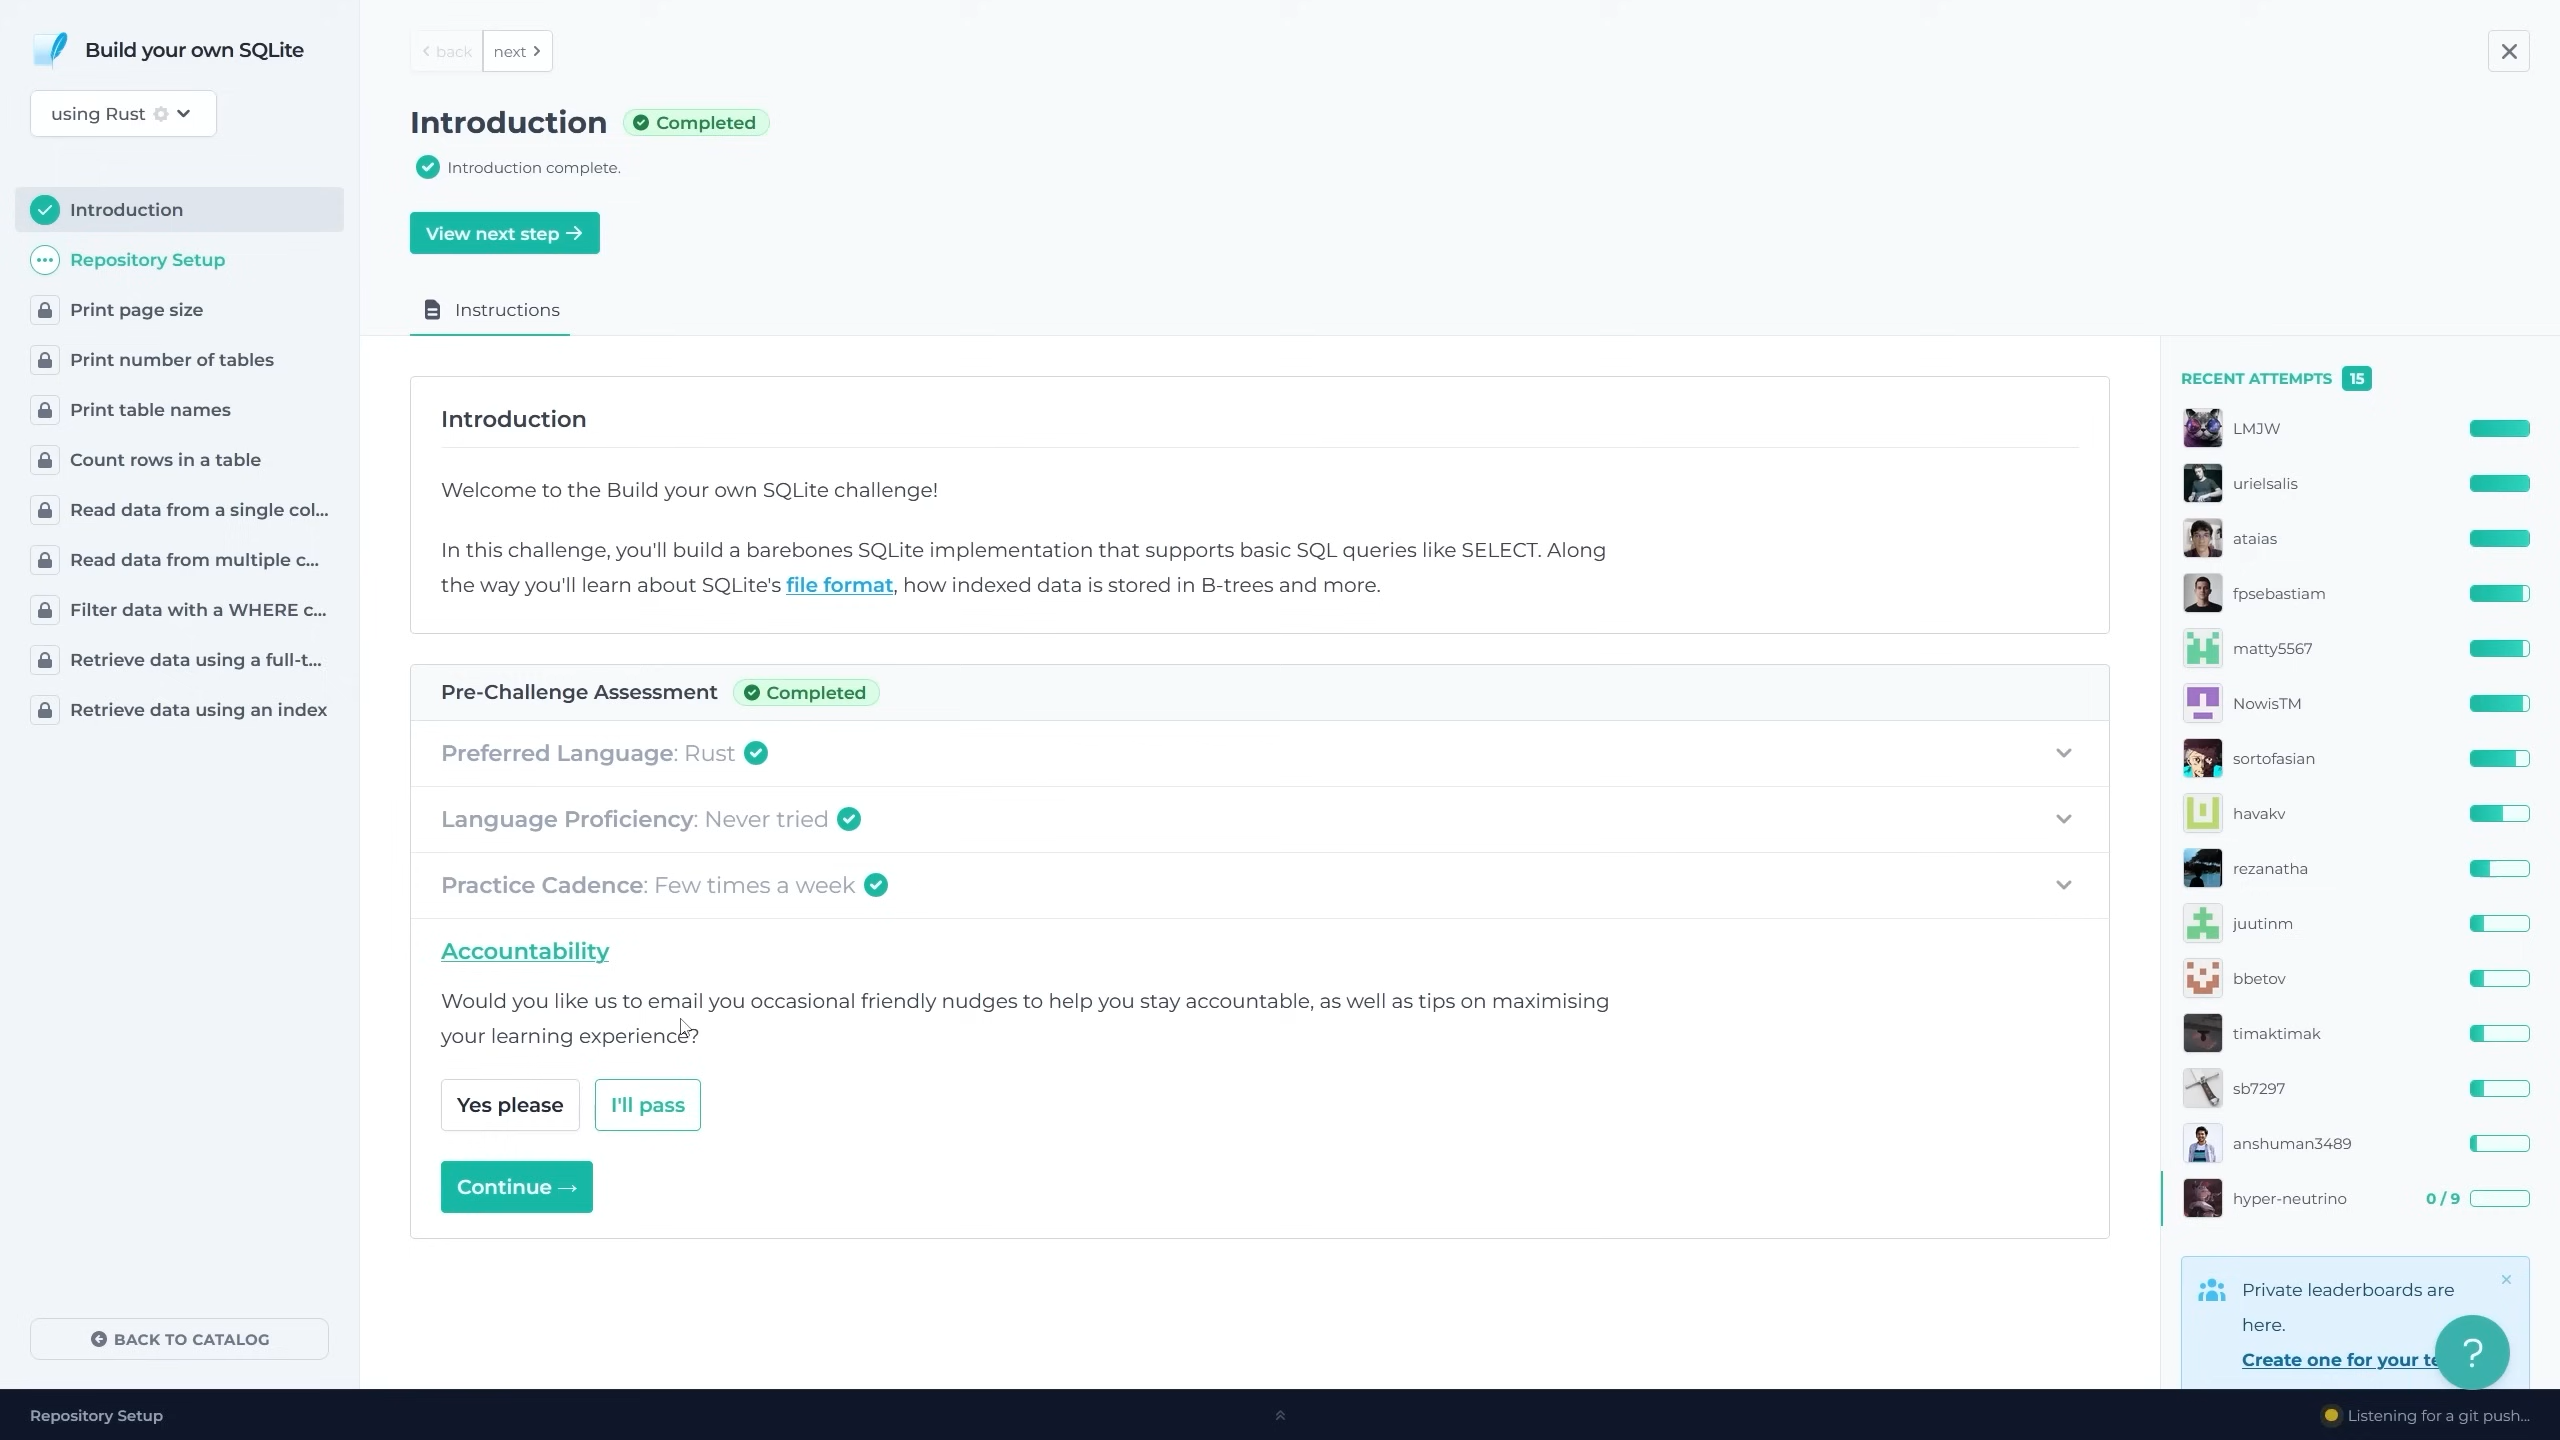 Build your own SQLite
using Rust
Introduction
Repository Setup
Print page size
Print number of tables
Print table names
Count rows in a table
Read data from a single col...
Read data from multiple c...
Filter data with a WHERE c...
Retrieve data using a full-t...
Retrieve data using an index
BACK TO CATALOG
back
next
Introduction Completed
Introduction complete.
View next step →
Instructions
Introduction
Welcome to the Build your own SQLite challenge!
In this challenge, you'll build a barebones SQLite implementation that supports basic SQL queries like SELECT. Along
the way you'll learn about SQLite's file format, how indexed data is stored in B-trees and more.
Pre-Challenge Assessment Completed
Preferred Language: Rust
Language Proficiency: Never tried
Practice Cadence: Few times a week
Accountability
Would you like us to email you occasional friendly nudges to help you stay accountable, as well as tips on maximising
your learning experience?
Yes please
I'll pass
Continue →
RECENT ATTEMPTS 15
LMJW
urielsalis
ataias
fpsebastiam
matty5567
NowisTM
sortofasian
havakv
rezanatha
juutinm
bbetov
timaktimak
sb7297
anshuman3489
hyper-neutrino 0 / 9
Private leaderboards are
here.
Create one for your te
?
Repository Setup
Listening for a git push...